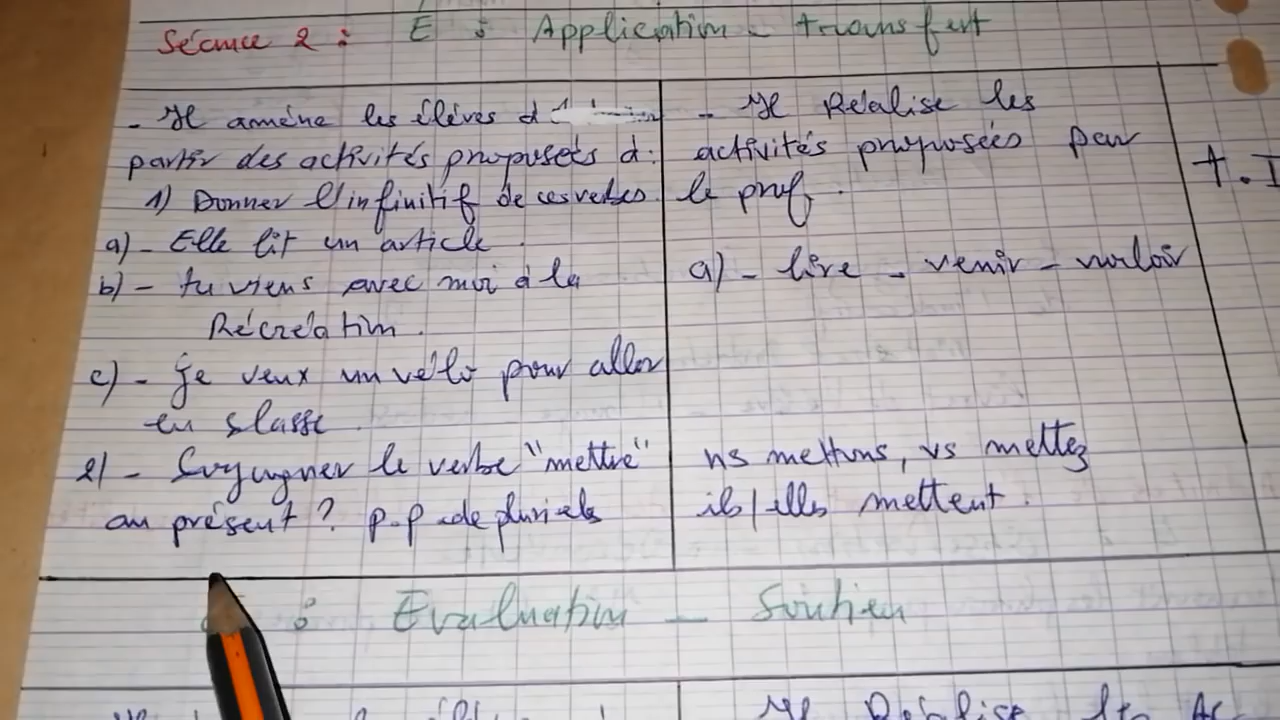 Séance 2 : E : Application - transfert
- Il amène les élèves à
partir des activités proposées d:
1) Donner l'infinitif de ces verbes
a) - Elle lit un article.
b) - tu viens avec moi à la
Récréation.
c) - Je veux un vélo pour aller
en classe.
2) - Conjuguer le verbe "mettre"
au présent ? p.p de pluriels
- Il Réalise les
activités proposées par
le prof.
a) - lire - venir - vouloir
ns mettons, vs mettez
ils/elles mettent.
t.I
: Evaluation - Soutien
Il Réalise les Ac